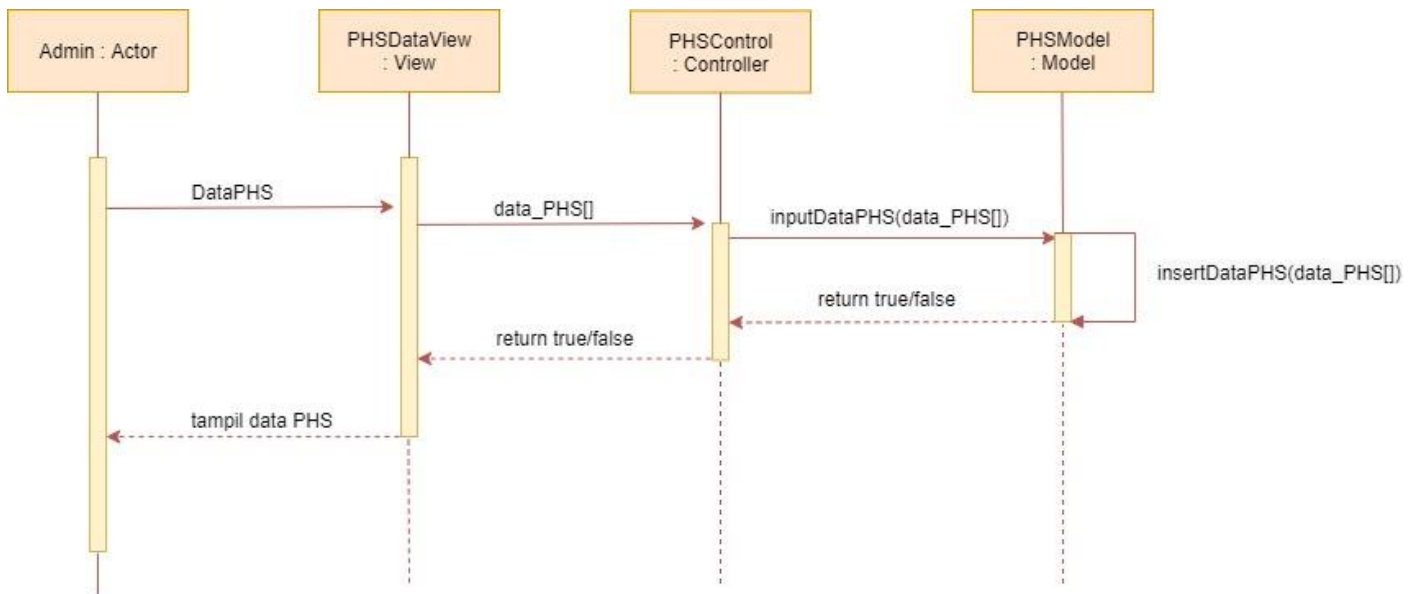 Admin : Actor
PHSDataView
: View
PHSControl
: Controller
PHSModel
: Model
DataPHS
data_PHS[]
inputDataPHS(data_PHS[])
insertDataPHS(data_PHS[])
return true/false
return true/false
tampil data PHS